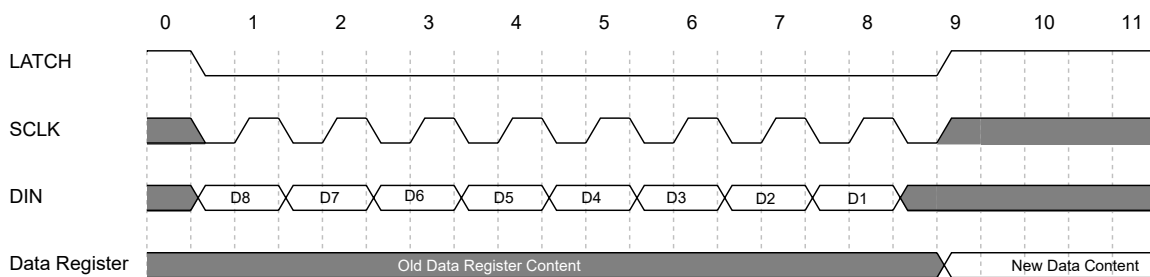 0 1 2 3 4 5 6 7 8 9 10 11
LATCH
SCLK
DIN D8 D7 D6 D5 D4 D3 D2 D1
Data Register Old Data Register Content New Data Content